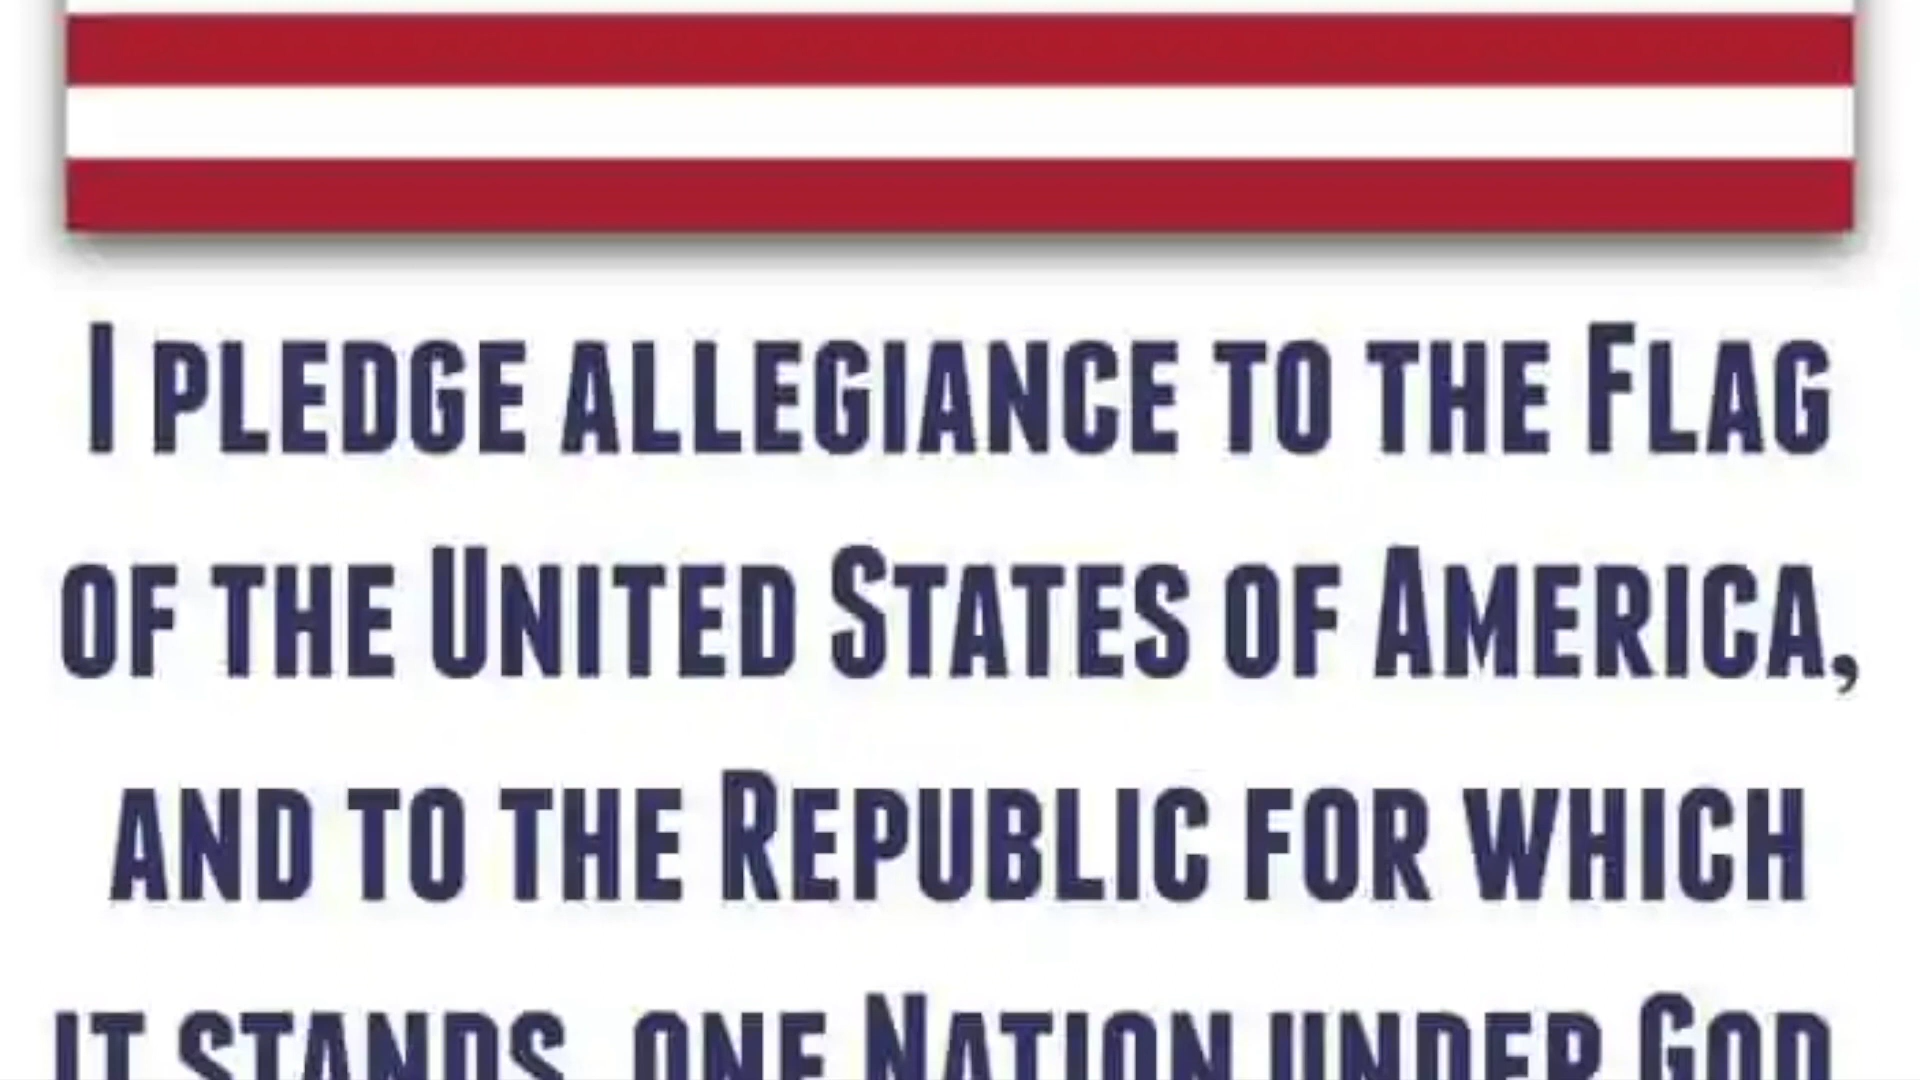 I PLEDGE ALLEGIANCE TO THE FLAG
OF THE UNITED STATES OF AMERICA,
AND TO THE REPUBLIC FOR WHICH
IT STANDS, ONE NATION UNDER GOD